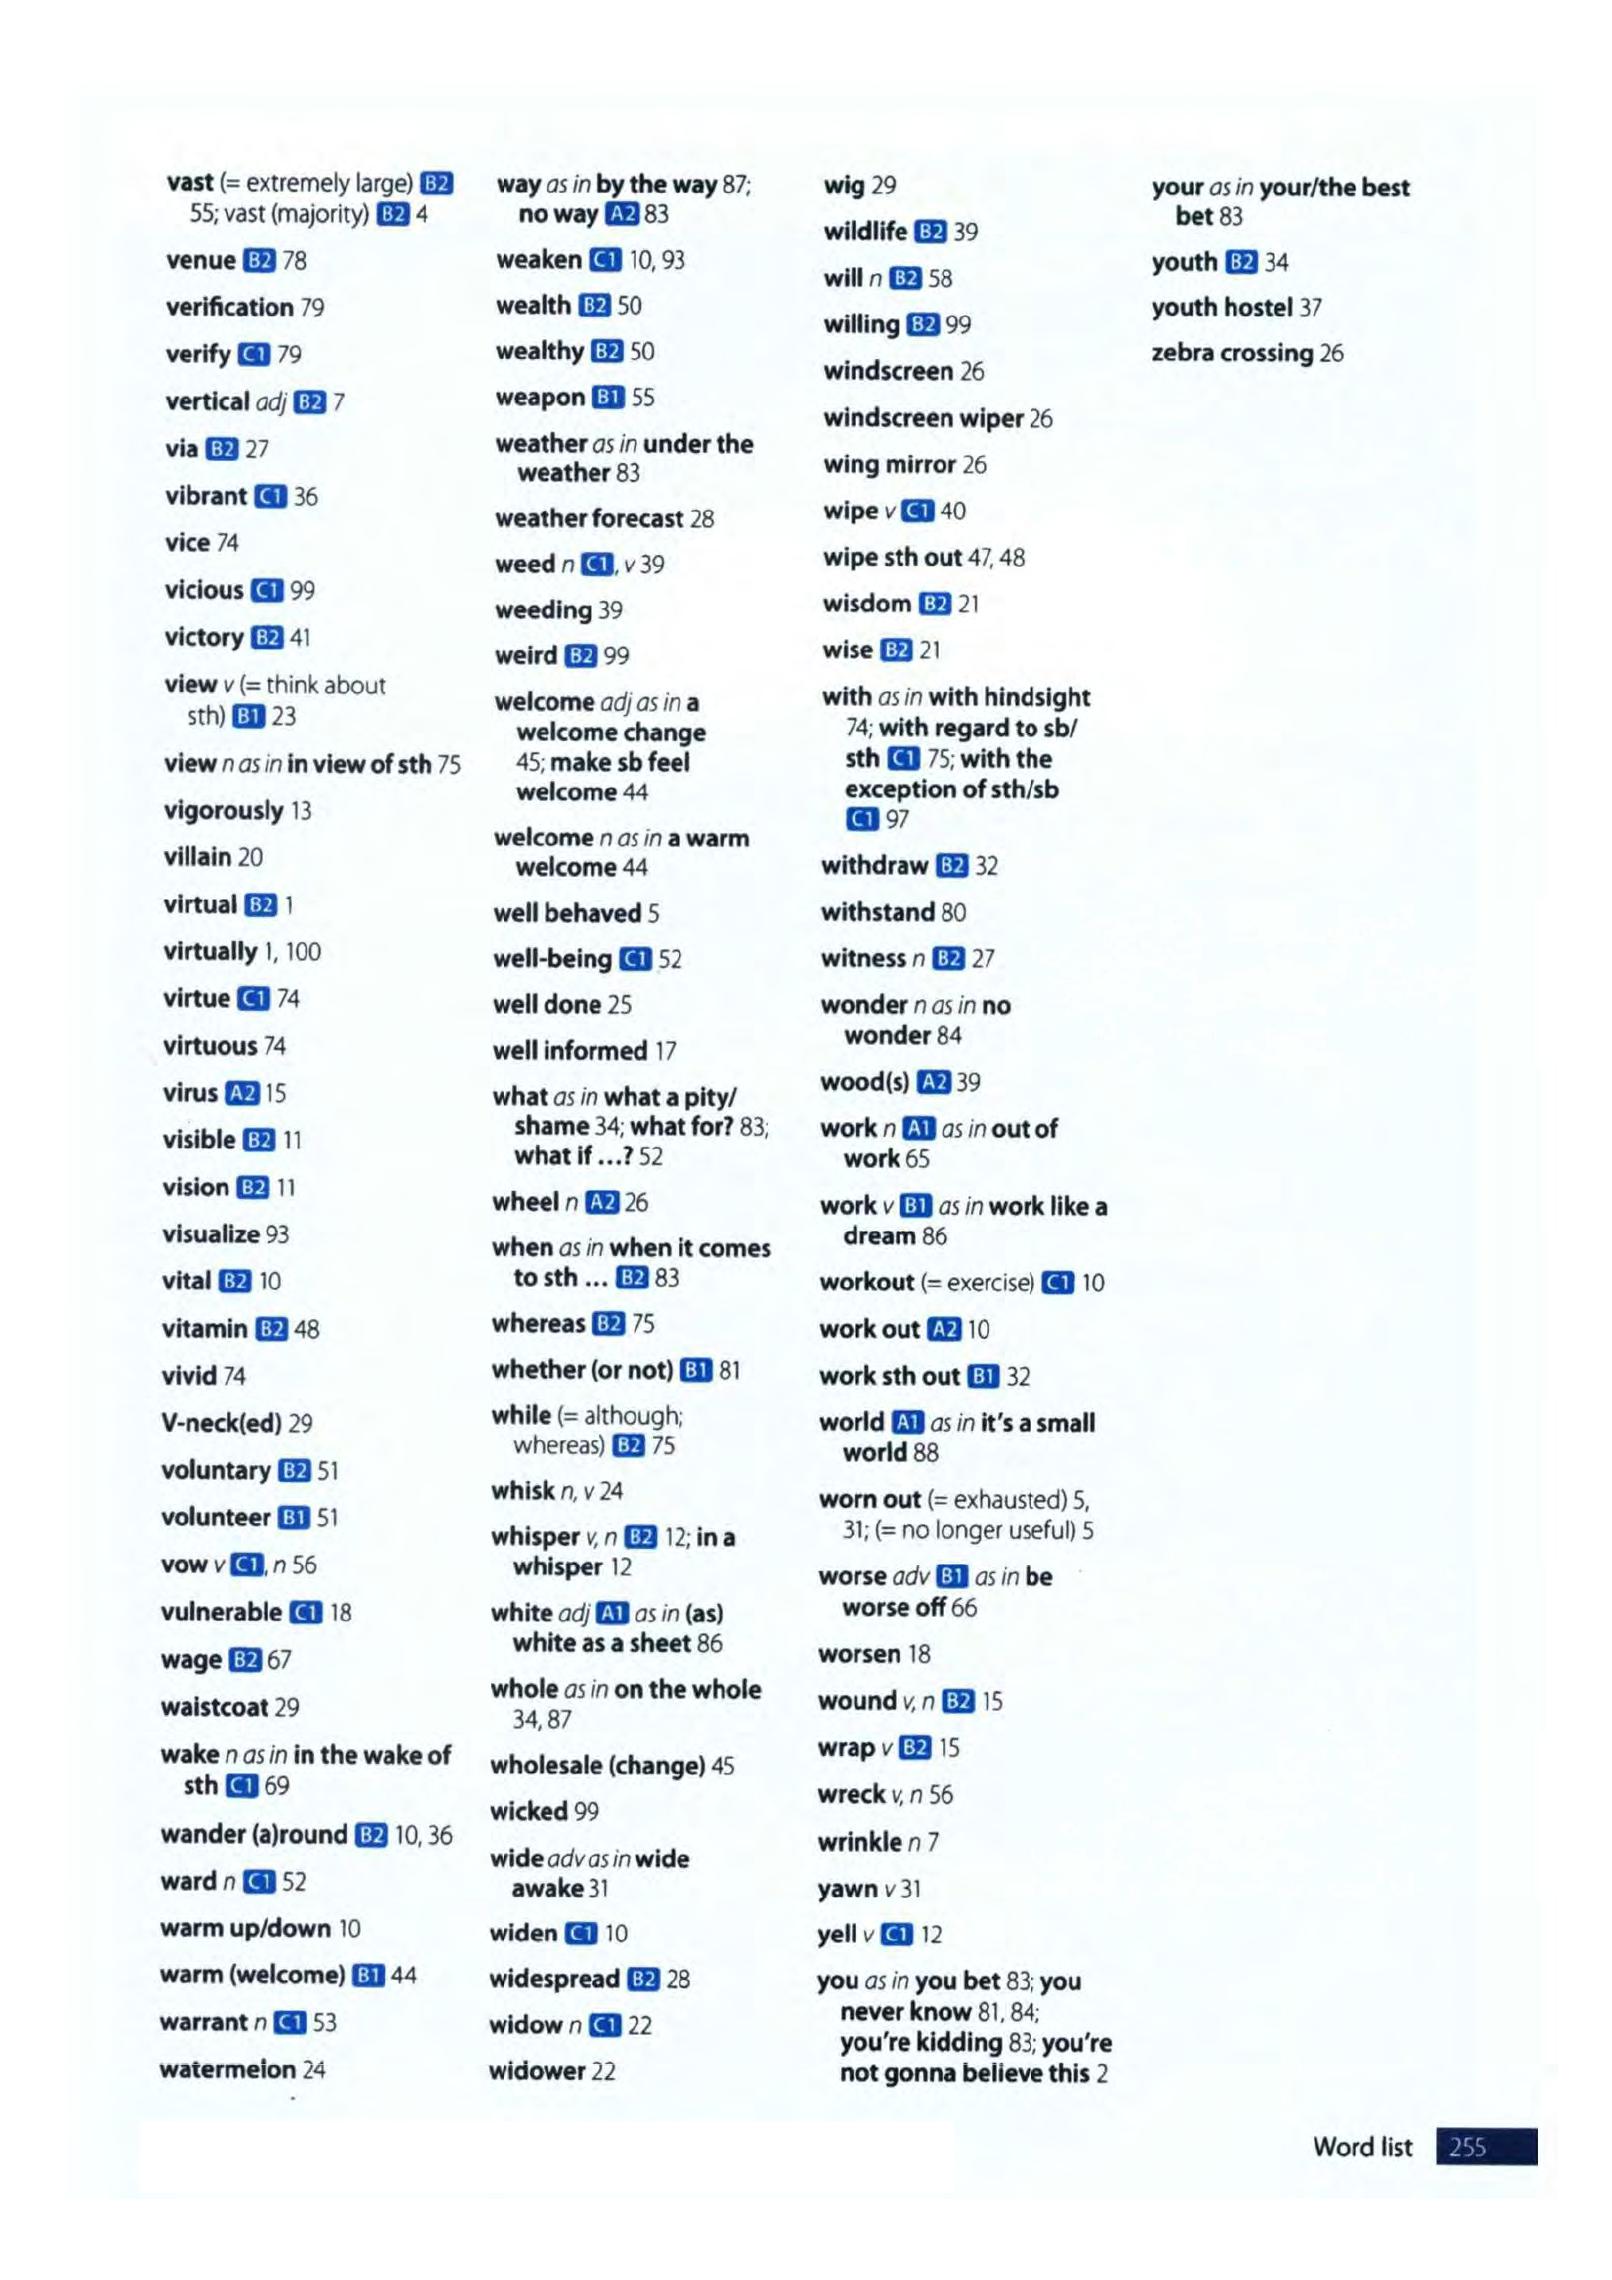 vast (= extremely large) B2
55; vast (majority) B2 4
venue B2 78
verification 79
verify C1 79
vertical adj B2 7
via B2 27
vibrant C1 36
vice 74
vicious C1 99
victory B2 41
view v (= think about
sth) B1 23
view n as in in view of sth 75
vigorously 13
villain 20
virtual B2 1
virtually 1, 100
virtue C1 74
virtuous 74
virus A2 15
visible B2 11
vision B2 11
visualize 93
vital B2 10
vitamin B2 48
vivid 74
V-neck(ed) 29
voluntary B2 51
volunteer B1 51
vow v C1, n 56
vulnerable C1 18
wage B2 67
waistcoat 29
wake n as in in the wake of
sth C1 69
wander (a)round B2 10, 36
ward n C1 52
warm up/down 10
warm (welcome) B1 44
warrant n C1 53
watermelon 24
way as in by the way 87;
no way A2 83
weaken C1 10, 93
wealth B2 50
wealthy B2 50
weapon B1 55
weather as in under the
weather 83
weather forecast 28
weed n C1, v 39
weeding 39
weird B2 99
welcome adj as in a
welcome change
45; make sb feel
welcome 44
welcome n as in a warm
welcome 44
well behaved 5
well-being C1 52
well done 25
well informed 17
what as in what a pity/
shame 34; what for? 83;
what if ...? 52
wheel n A2 26
when as in when it comes
to sth ... B2 83
whereas B2 75
whether (or not) B1 81
while (= although;
whereas) B2 75
whisk n, v 24
whisper v, n B2 12; in a
whisper 12
white adj A1 as in (as)
white as a sheet 86
whole as in on the whole
34, 87
wholesale (change) 45
wicked 99
wide adv as in wide
awake 31
widen C1 10
widespread B2 28
widow n C1 22
widower 22
wig 29
wildlife B2 39
will n B2 58
willing B2 99
windscreen 26
windscreen wiper 26
wing mirror 26
wipe v C1 40
wipe sth out 47, 48
wisdom B2 21
wise B2 21
with as in with hindsight
74; with regard to sb/
sth C1 75; with the
exception of sth/sb
C1 97
withdraw B2 32
withstand 80
witness n B2 27
wonder n as in no
wonder 84
wood(s) A2 39
work n A1 as in out of
work 65
work v B1 as in work like a
dream 86
workout (= exercise) C1 10
work out A2 10
work sth out B1 32
world A1 as in it's a small
world 88
worn out (= exhausted) 5,
31; (= no longer useful) 5
worse adv B1 as in be
worse off 66
worsen 18
wound v, n B2 15
wrap v B2 15
wreck v, n 56
wrinkle n 7
yawn v 31
yell v C1 12
you as in you bet 83; you
never know 81, 84;
you're kidding 83; you're
not gonna believe this 2
your as in your/the best
bet 83
youth B2 34
youth hostel 37
zebra crossing 26
Word list 255